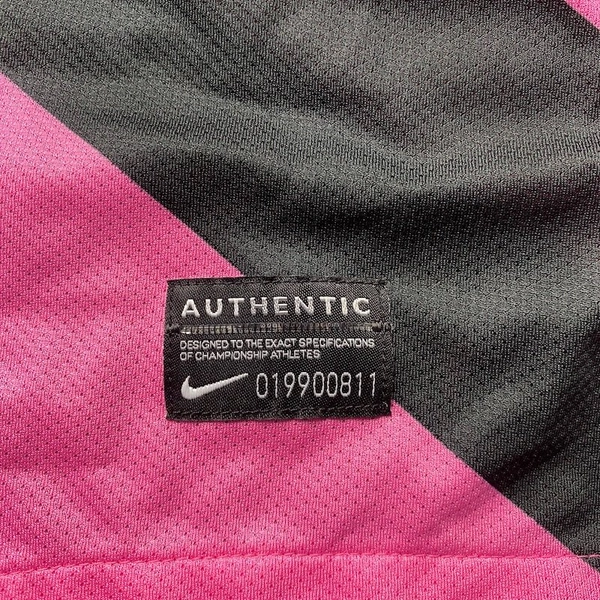 AUTHENTIC
DESIGNED TO THE EXACT SPECIFICATIONS
OF CHAMPIONSHIP ATHLETES
019900811